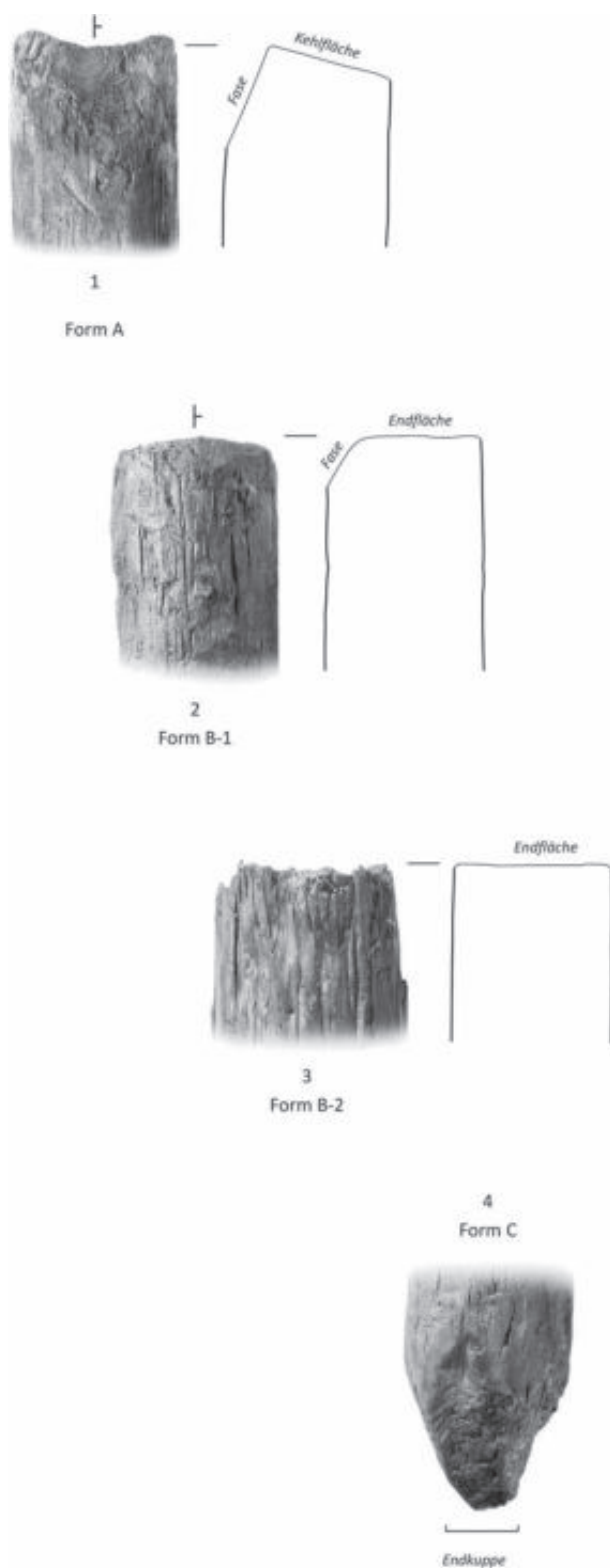 Kehlfläche
Fase
1
Form A
Endfläche
Fase
2
Form B-1
Endfläche
3
Form B-2
4
Form C
Endkuppe